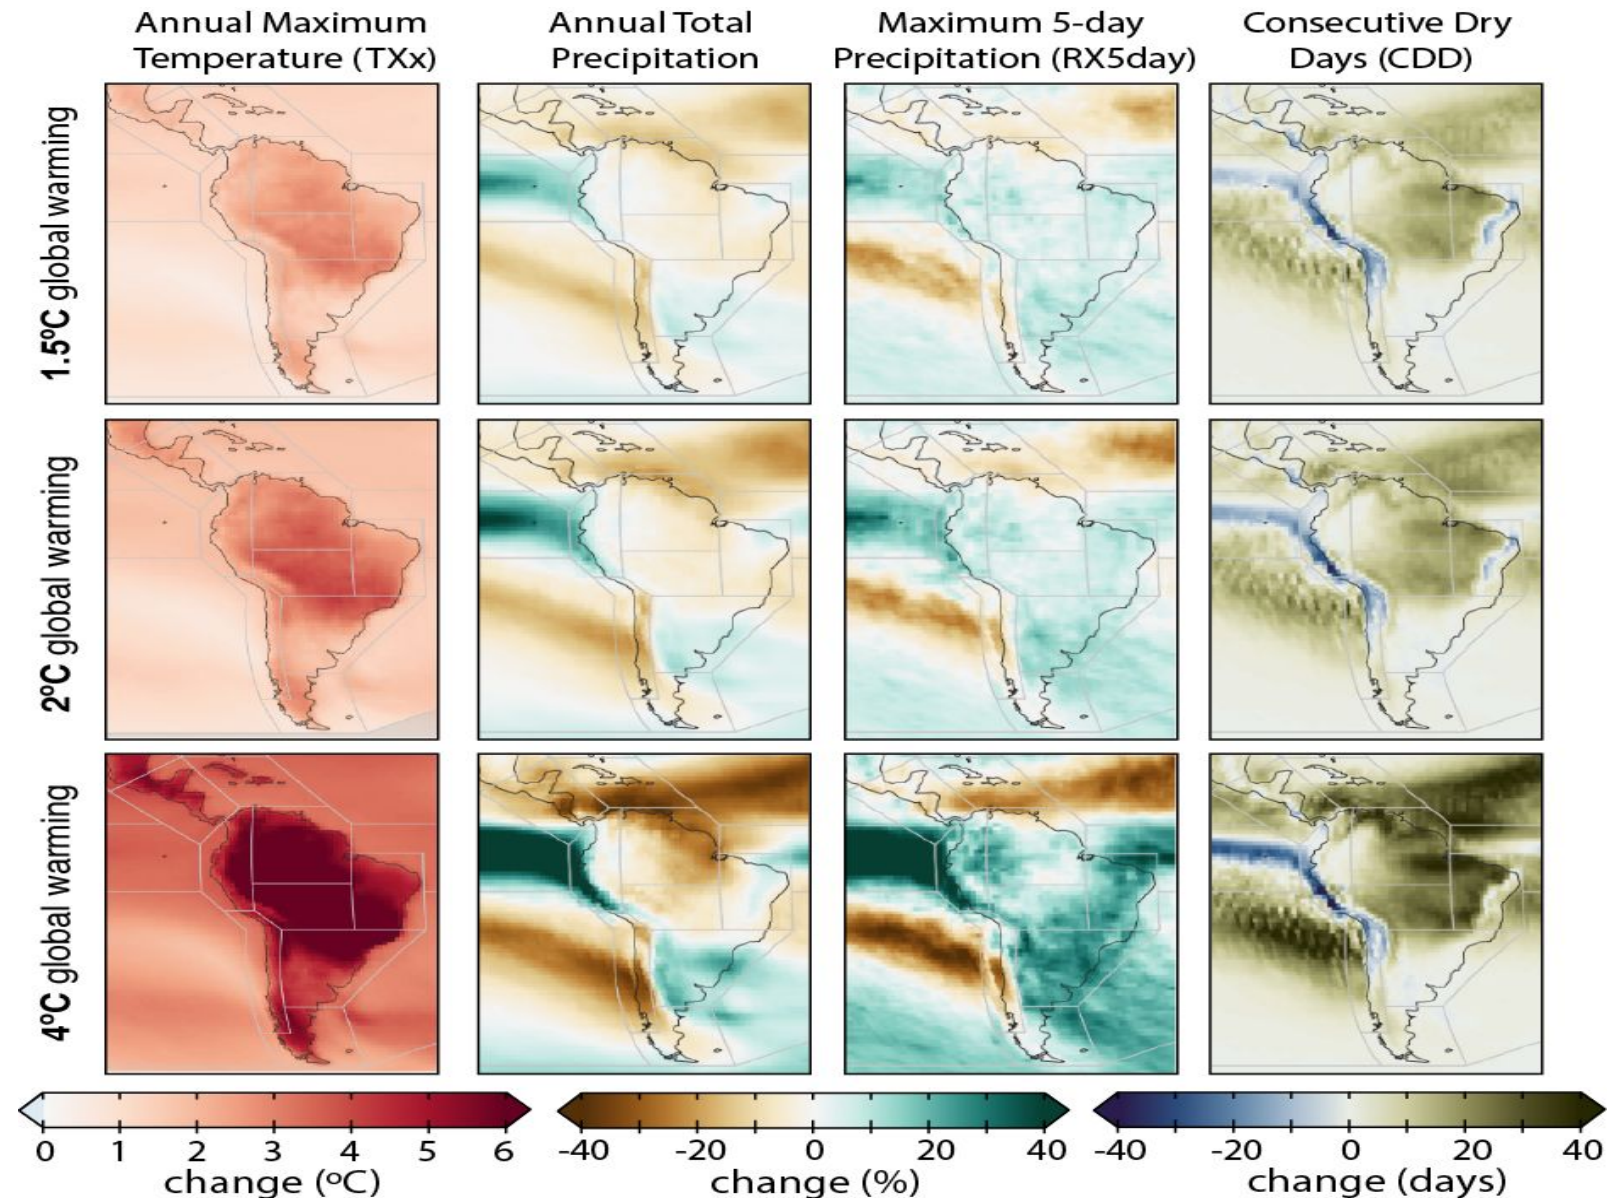 Annual Maximum
Temperature (TXx)
Annual Total
Precipitation
Maximum 5-day
Precipitation (RX5day)
Consecutive Dry
Days (CDD)
1.5ºC global warming
2ºC global warming
4ºC global warming
0 1 2 3 4 5 6
change (ºC)
-40 -20 0 20 40
change (%)
-40 -20 0 20 40
change (days)